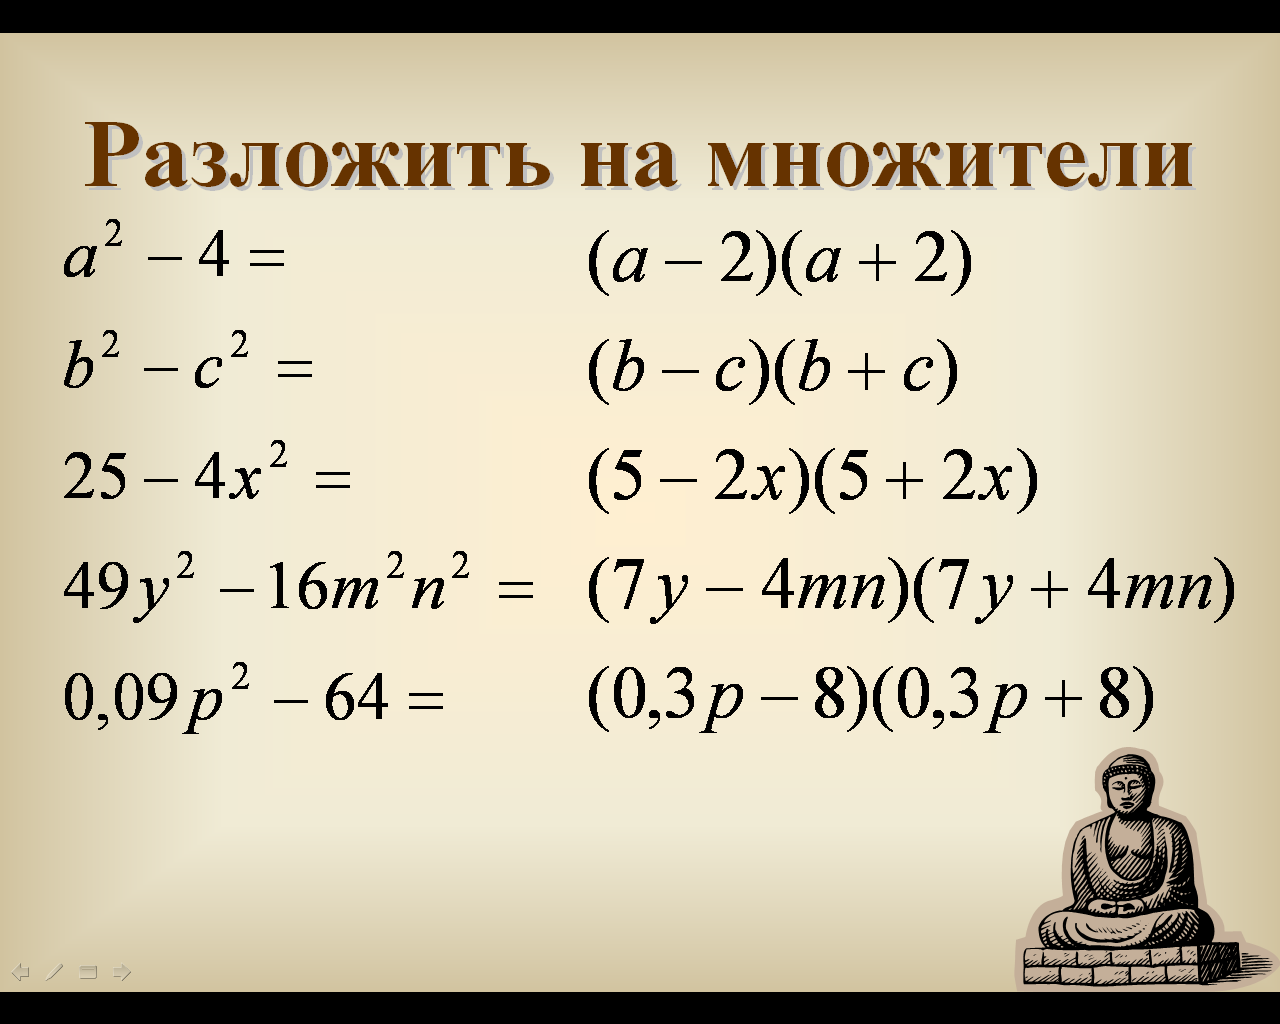 Разложить на множители
a² − 4 = (a − 2)(a + 2)
b² − c² = (b − c)(b + c)
25 − 4x² = (5 − 2x)(5 + 2x)
49y² − 16m²n² = (7y − 4mn)(7y + 4mn)
0,09p² − 64 = (0,3p − 8)(0,3p + 8)